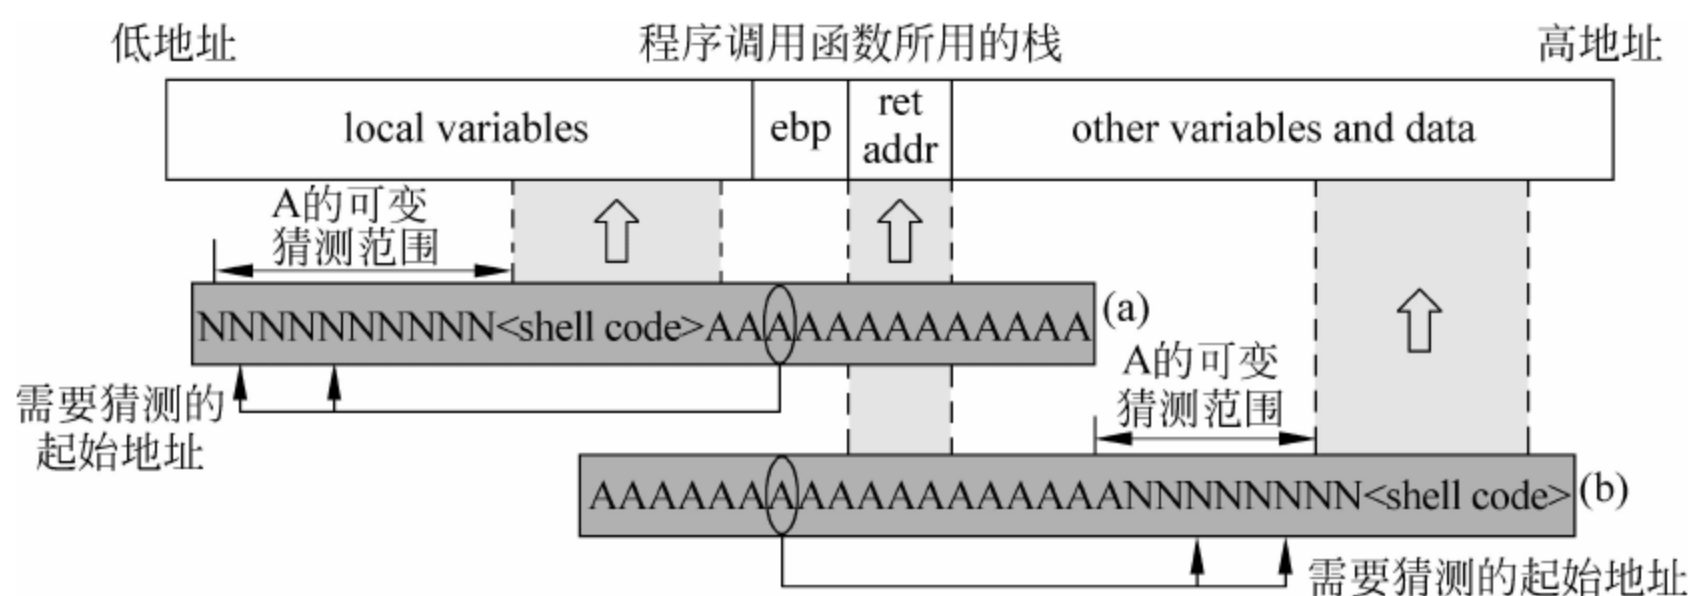 低地址 程序调用函数所用的栈 高地址
local variables ebp ret addr other variables and data
A的可变
猜测范围
NNNNNNNNNN<shell code>AAAAAAAAAAAAA (a)
需要猜测的
起始地址
A的可变
猜测范围
AAAAAAAAAAAAAAAAAANNNNNNNN<shell code> (b)
需要猜测的起始地址